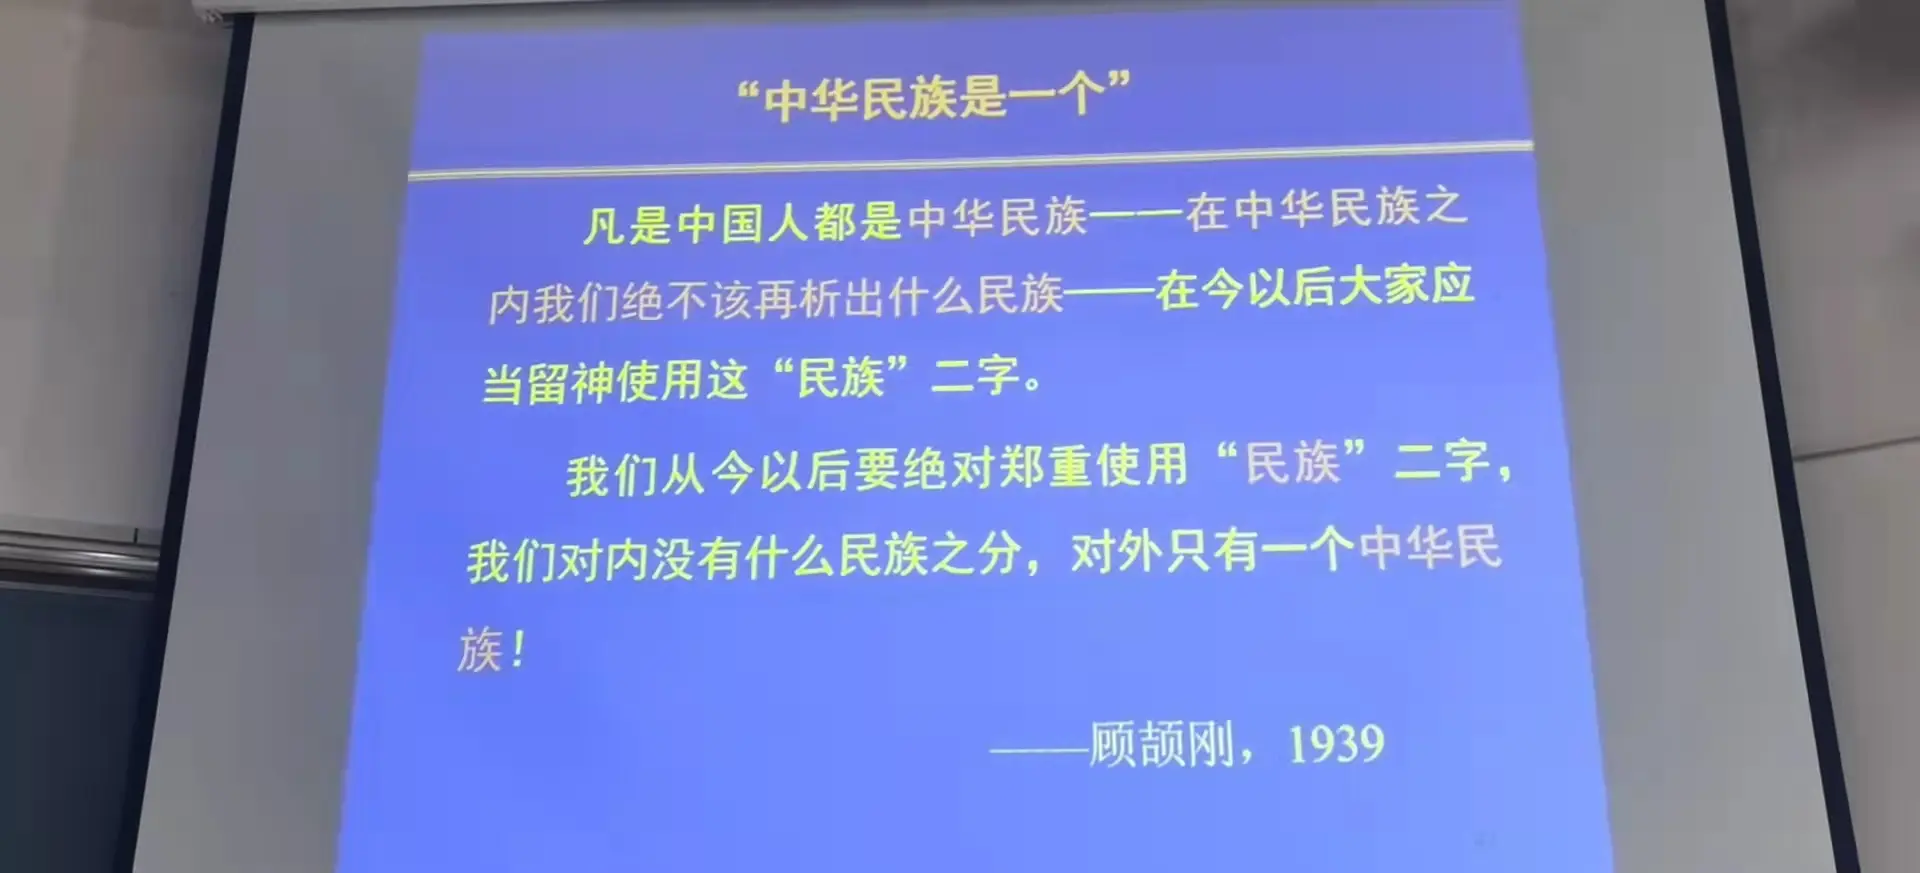 “中华民族是一个”
凡是中国人都是中华民族——在中华民族之
内我们绝不该再析出什么民族——在今以后大家应
当留神使用这“民族”二字。
我们从今以后要绝对郑重使用“民族”二字，
我们对内没有什么民族之分，对外只有一个中华民
族！
——顾颉刚，1939